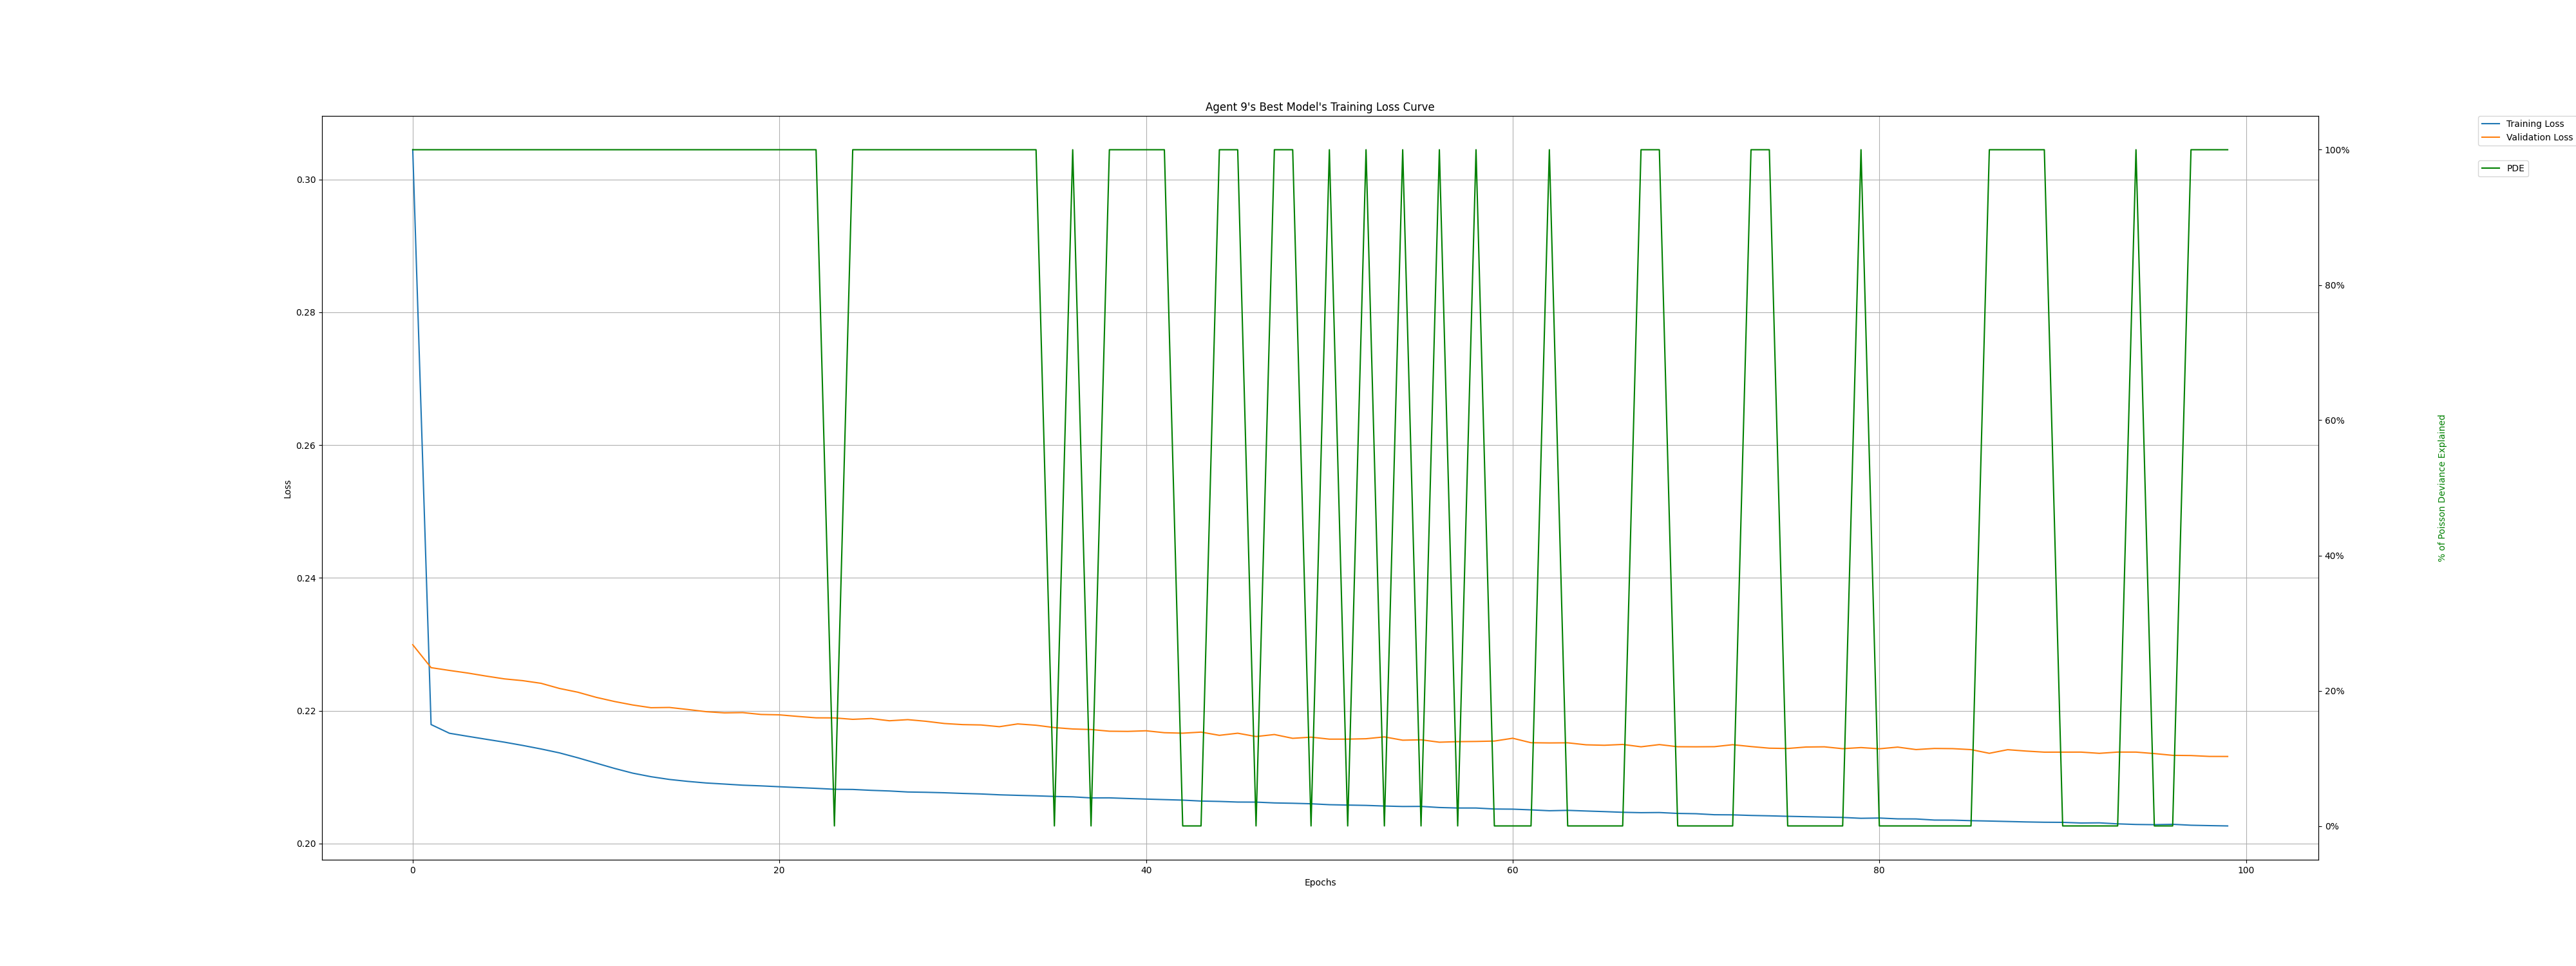 Agent 9's Best Model's Training Loss Curve
Training Loss
Validation Loss
PDE
0.30
0.28
0.26
0.24
0.22
0.20
Loss
100%
80%
60%
40%
20%
0%
% of Poisson Deviance Explained
0 20 40 60 80 100
Epochs